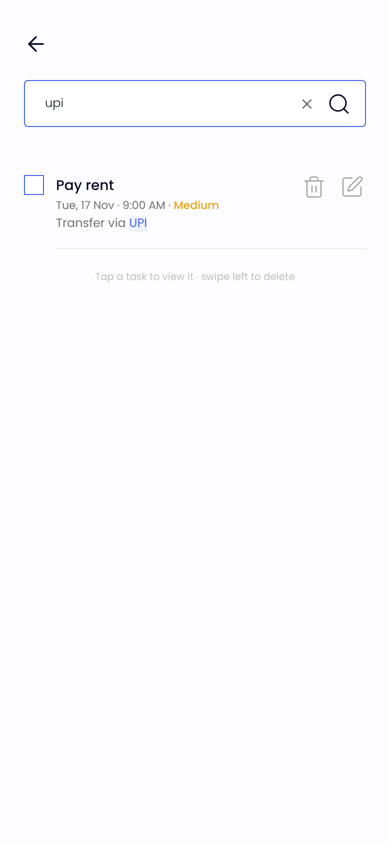 upi
Pay rent
Tue, 17 Nov · 9:00 AM · Medium
Transfer via UPI
Tap a task to view it · swipe left to delete